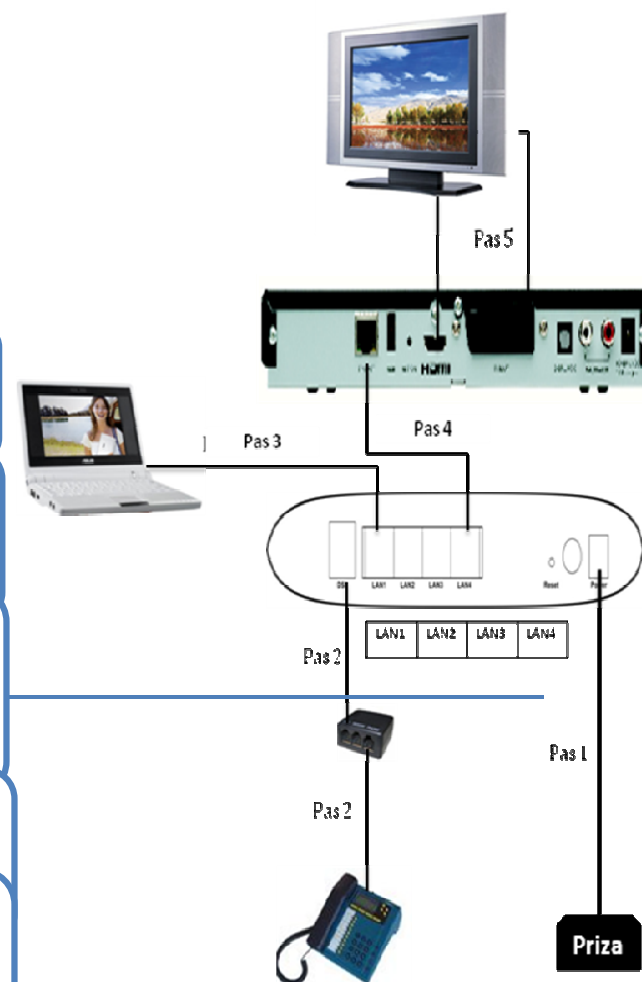 Pas 5
HDMI
Pas 4
Pas 3
DSL
LAN1 LAN2 LAN3 LAN4
Reset
Power
LAN1 LAN2 LAN3 LAN4
Pas 2
Pas 1
Pas 2
Priza